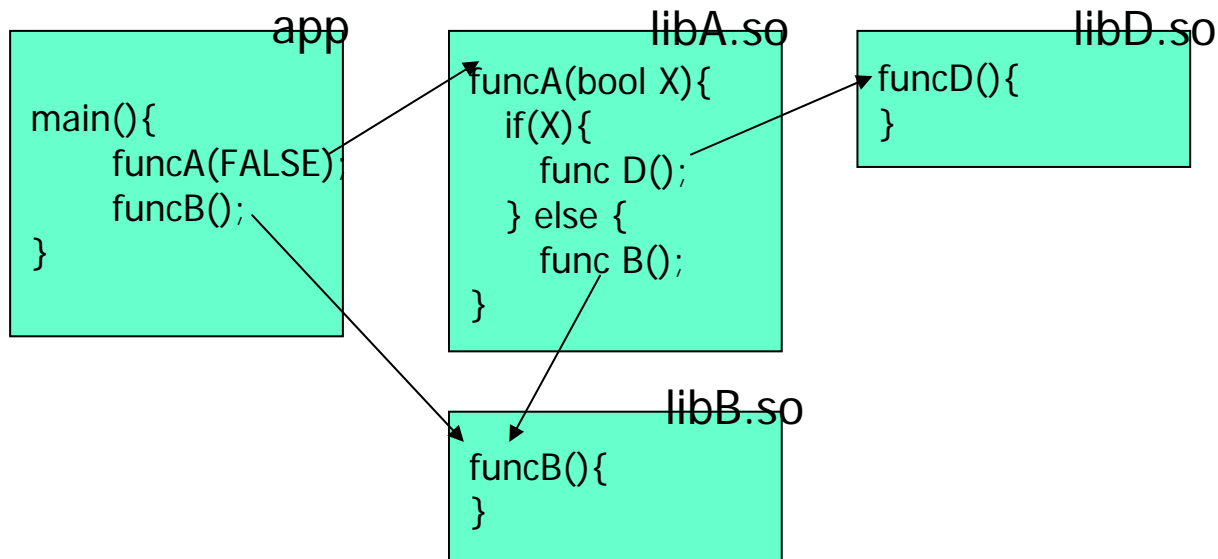 app
main(){
funcA(FALSE);
funcB();
}
libA.so
funcA(bool X){
if(X){
func D();
} else {
func B();
}
libD.so
funcD(){
}
libB.so
funcB(){
}